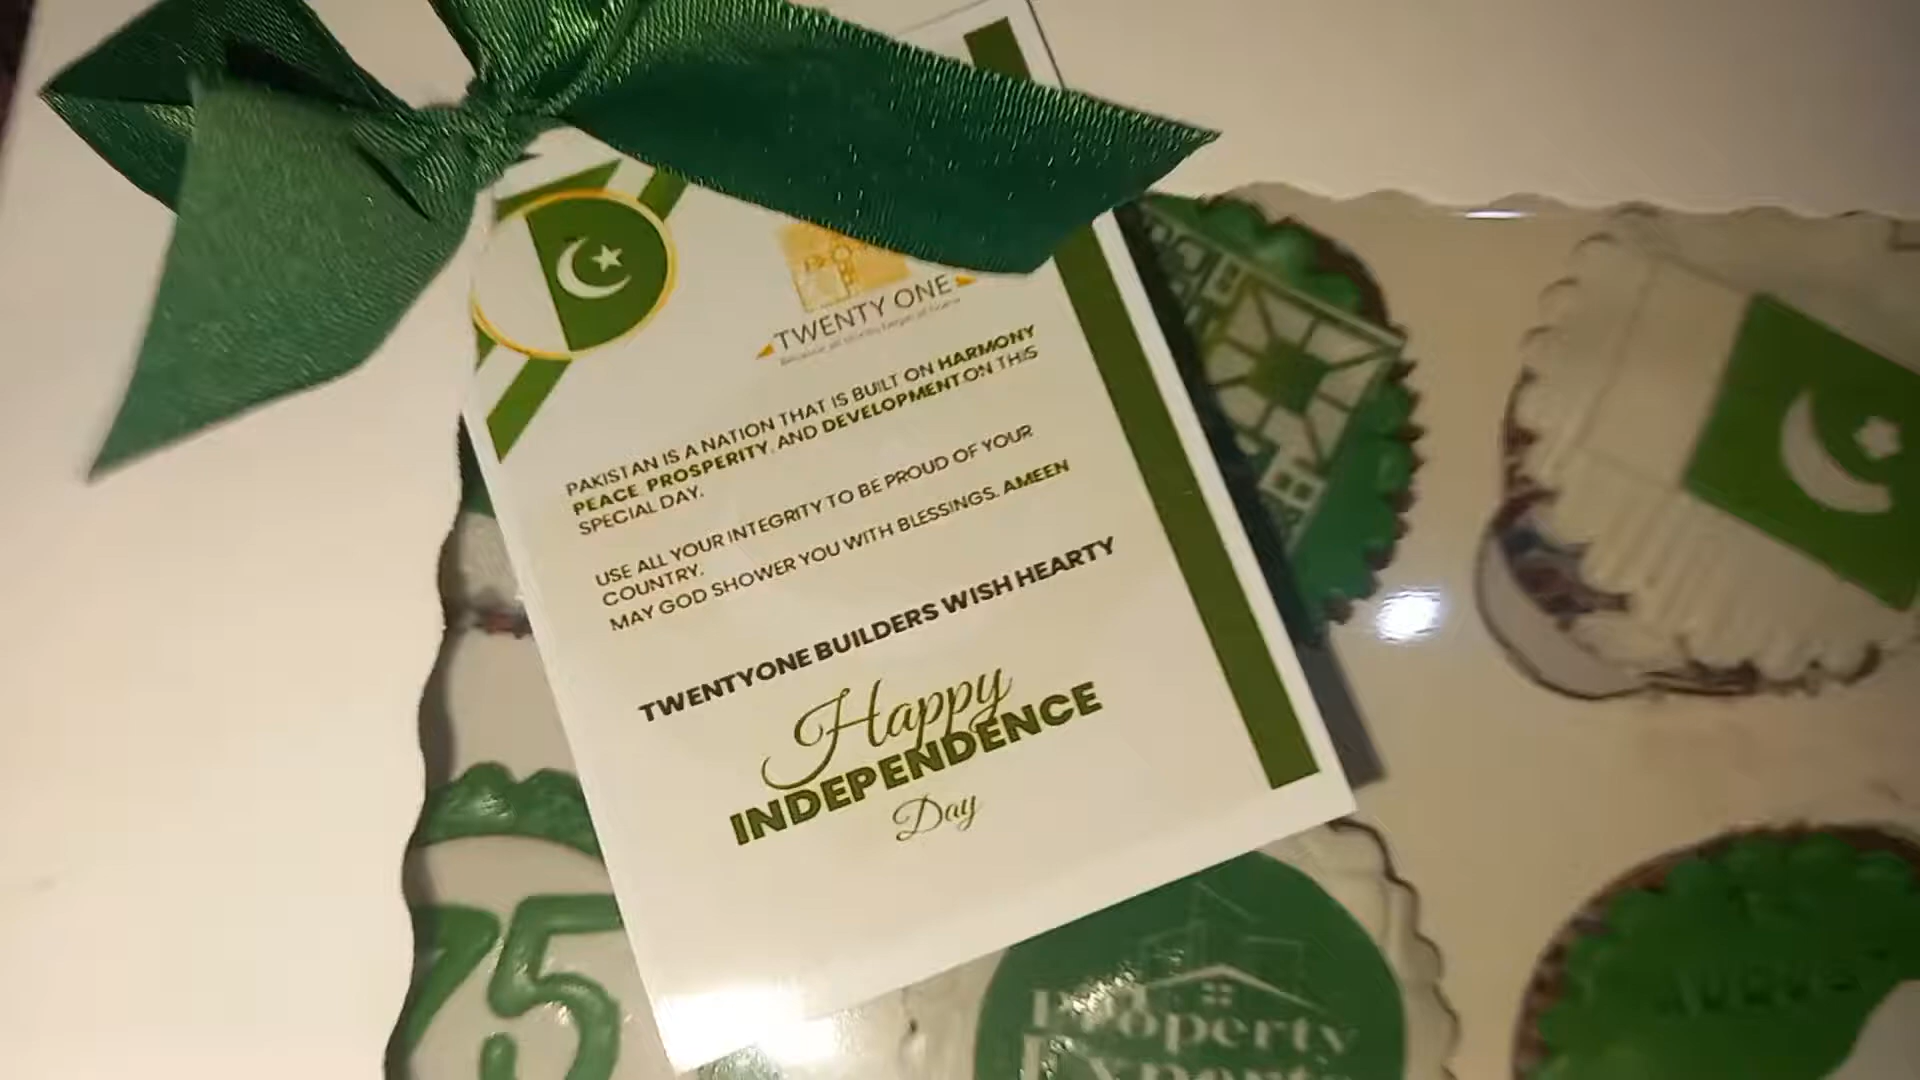 TWENTY ONE
PAKISTAN IS A NATION THAT IS BUILT ON HARMONY
PEACE PROSPERITY, AND DEVELOPMENT.ON THIS
SPECIAL DAY.
USE ALL YOUR INTEGRITY TO BE PROUD OF YOUR
COUNTRY.
MAY GOD SHOWER YOU WITH BLESSINGS. AMEEN
TWENTYONE BUILDERS WISH HEARTY
Happy
INDEPENDENCE
Day
75
Property
Experts